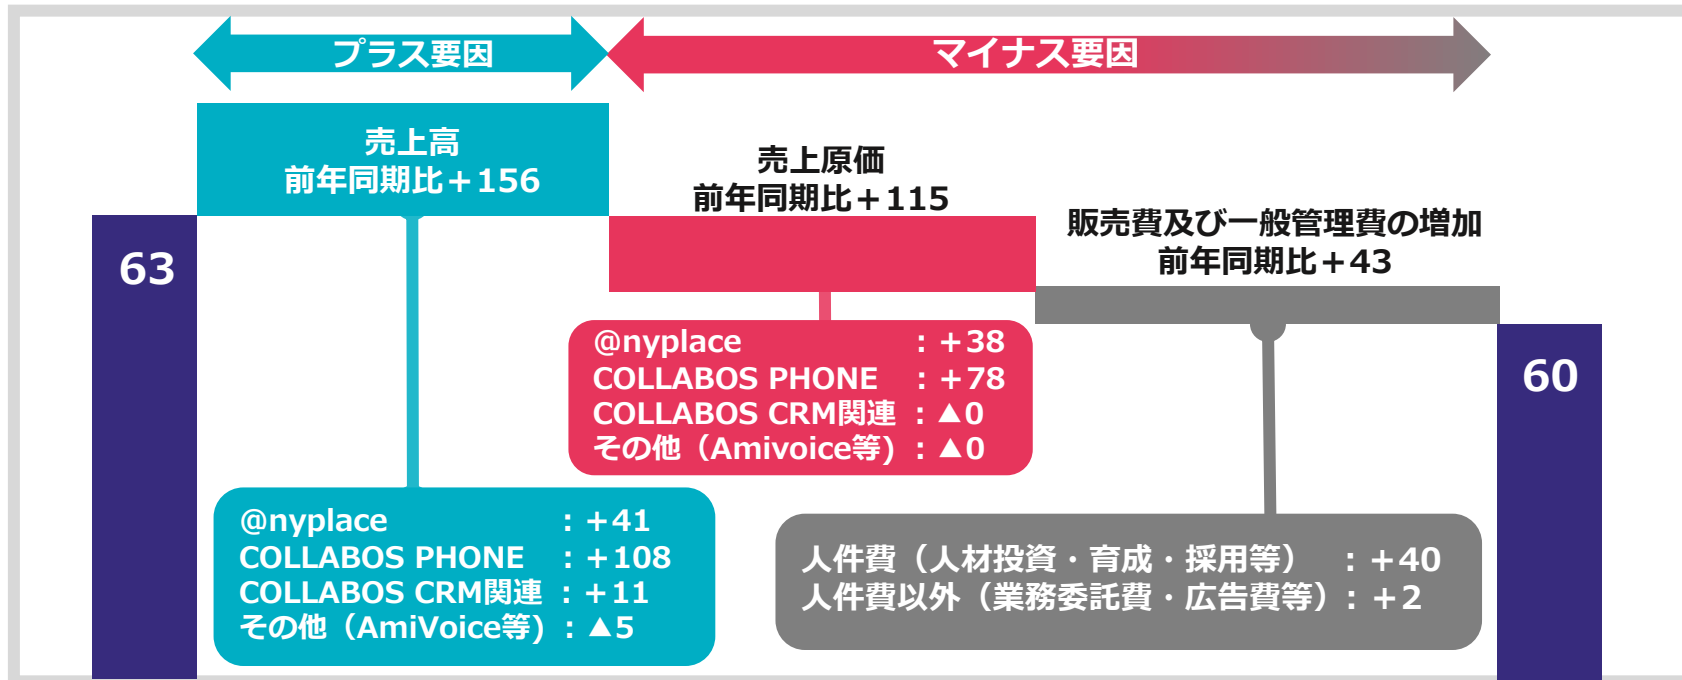 プラス要因
マイナス要因
売上高
前年同期比＋156
売上原価
前年同期比＋115
販売費及び一般管理費の増加
前年同期比＋43
63
60
@nyplace ：＋38
COLLABOS PHONE ：＋78
COLLABOS CRM関連 ：▲0
その他（Amivoice等）：▲0
@nyplace ：＋41
COLLABOS PHONE ：＋108
COLLABOS CRM関連 ：＋11
その他（AmiVoice等）：▲5
人件費（人材投資・育成・採用等） ：＋40
人件費以外（業務委託費・広告費等）：＋2